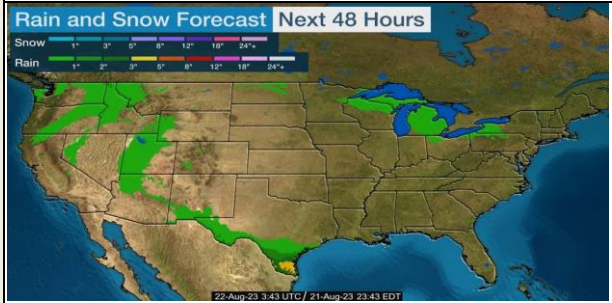 Rain and Snow Forecast Next 48 Hours
Snow
1" 3" 5" 8" 12" 18" 24"+
Rain
1" 2" 3" 5" 8" 12" 18" 24"+
22-Aug-23 3:43 UTC / 21-Aug-23 23:43 EDT